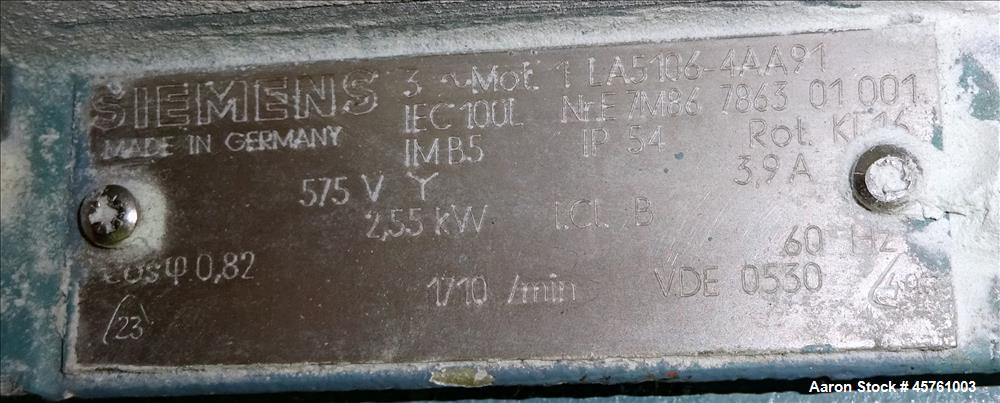 SIEMENS 3 ~Mot. 1 LA5106-4AA91
IEC 100L Nr.E 7M86 7863 01 001
MADE IN GERMANY IM B5 IP 54 Rot. KL16
575 V Y 3,9 A
2,55 kW I.CL. B
cosφ 0,82 60 Hz
1710 /min VDE 0530
/23\
Aaron Stock # 45761003